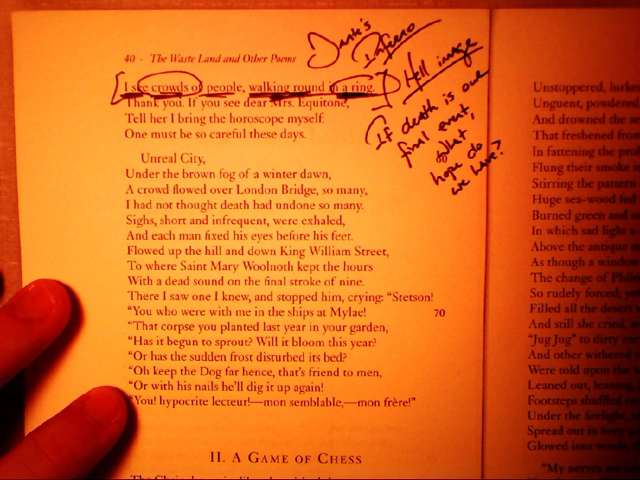 40 · The Waste Land and Other Poems
I see crowds of people, walking round in a ring.
Thank you. If you see dear Mrs. Equitone,
Tell her I bring the horoscope myself:
One must be so careful these days.
Unreal City,
Under the brown fog of a winter dawn,
A crowd flowed over London Bridge, so many,
I had not thought death had undone so many.
Sighs, short and infrequent, were exhaled,
And each man fixed his eyes before his feet.
Flowed up the hill and down King William Street,
To where Saint Mary Woolnoth kept the hours
With a dead sound on the final stroke of nine.
There I saw one I knew, and stopped him, crying: "Stetson!
"You who were with me in the ships at Mylae! 70
"That corpse you planted last year in your garden,
"Has it begun to sprout? Will it bloom this year?
"Or has the sudden frost disturbed its bed?
"Oh keep the Dog far hence, that's friend to men,
"Or with his nails he'll dig it up again!
"You! hypocrite lecteur!—mon semblable,—mon frère!"
II. A GAME OF CHESS
Dante's
Inferno
Hell image
If death is our
final event,
what
hope do
we have?
Unstoppered, lurked
Unguent, powdered
And drowned the se
That freshened from
In fattening the prol
Flung their smoke i
Stirring the pattern
Huge sea-wood fed
Burned green and o
In which sad light a
Above the antique
As though a window
The change of Philo
So rudely forced; ye
Filled all the desert
And still she cried,
"Jug Jug" to dirty ea
And other withered
Were told upon the
Leaned out, leaning,
Footsteps shuffled
Under the firelight,
Spread out in fiery
Glowed into words,
"My nerves